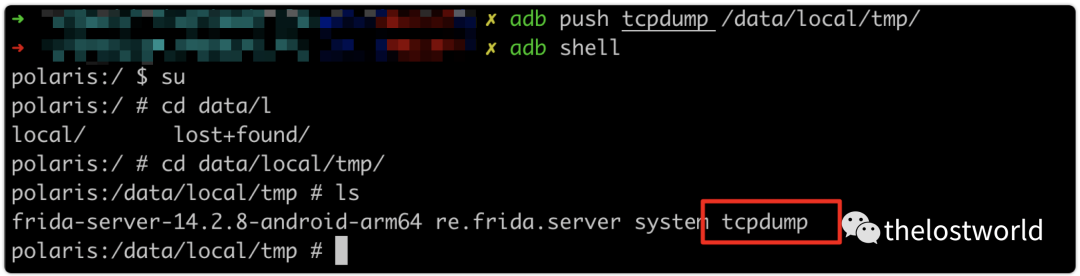 ➜ ✗ adb push tcpdump /data/local/tmp/
➜ ✗ adb shell
polaris:/ $ su
polaris:/ # cd data/l
local/ lost+found/
polaris:/ # cd data/local/tmp/
polaris:/data/local/tmp # ls
frida-server-14.2.8-android-arm64 re.frida.server system tcpdump
polaris:/data/local/tmp #
thelostworld